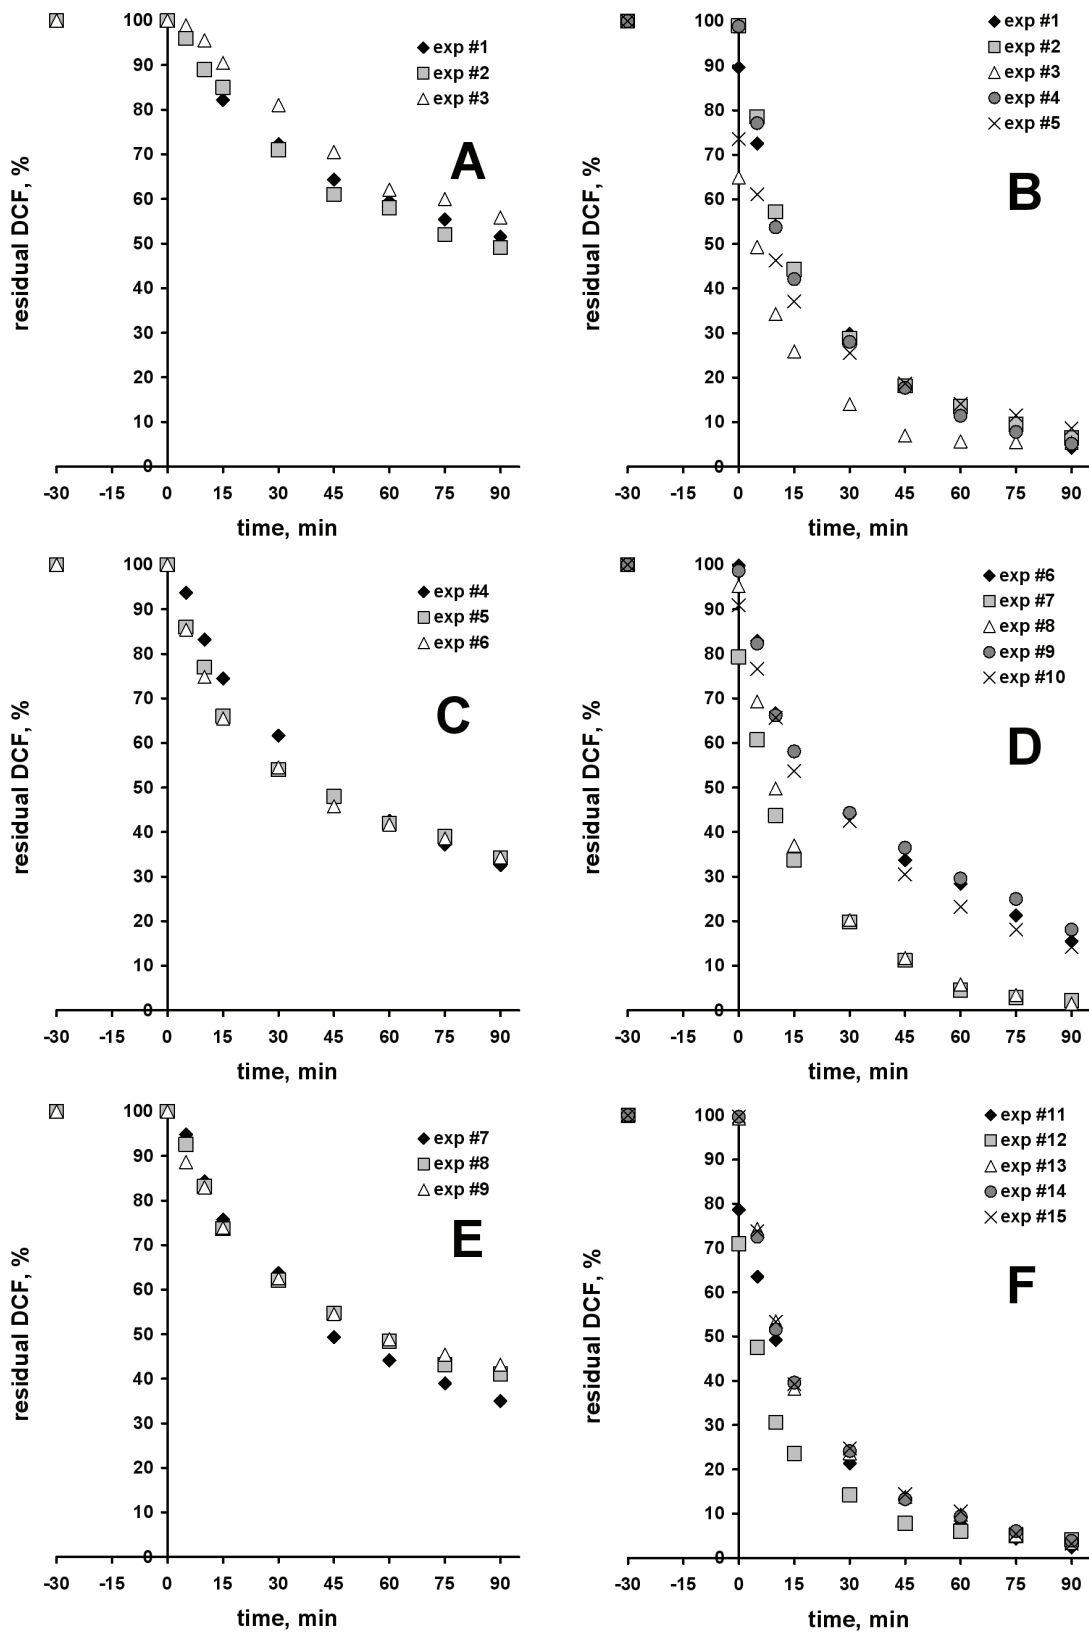 100
90
80
70
60
50
40
30
20
10
0
residual DCF, %
exp #1
exp #2
exp #3
A
-30 -15 0 15 30 45 60 75 90
time, min
100
90
80
70
60
50
40
30
20
10
0
residual DCF, %
exp #1
exp #2
exp #3
exp #4
exp #5
B
-30 -15 0 15 30 45 60 75 90
time, min
100
90
80
70
60
50
40
30
20
10
0
residual DCF, %
exp #4
exp #5
exp #6
C
-30 -15 0 15 30 45 60 75 90
time, min
100
90
80
70
60
50
40
30
20
10
0
residual DCF, %
exp #6
exp #7
exp #8
exp #9
exp #10
D
-30 -15 0 15 30 45 60 75 90
time, min
100
90
80
70
60
50
40
30
20
10
0
residual DCF, %
exp #7
exp #8
exp #9
E
-30 -15 0 15 30 45 60 75 90
time, min
100
90
80
70
60
50
40
30
20
10
0
residual DCF, %
exp #11
exp #12
exp #13
exp #14
exp #15
F
-30 -15 0 15 30 45 60 75 90
time, min